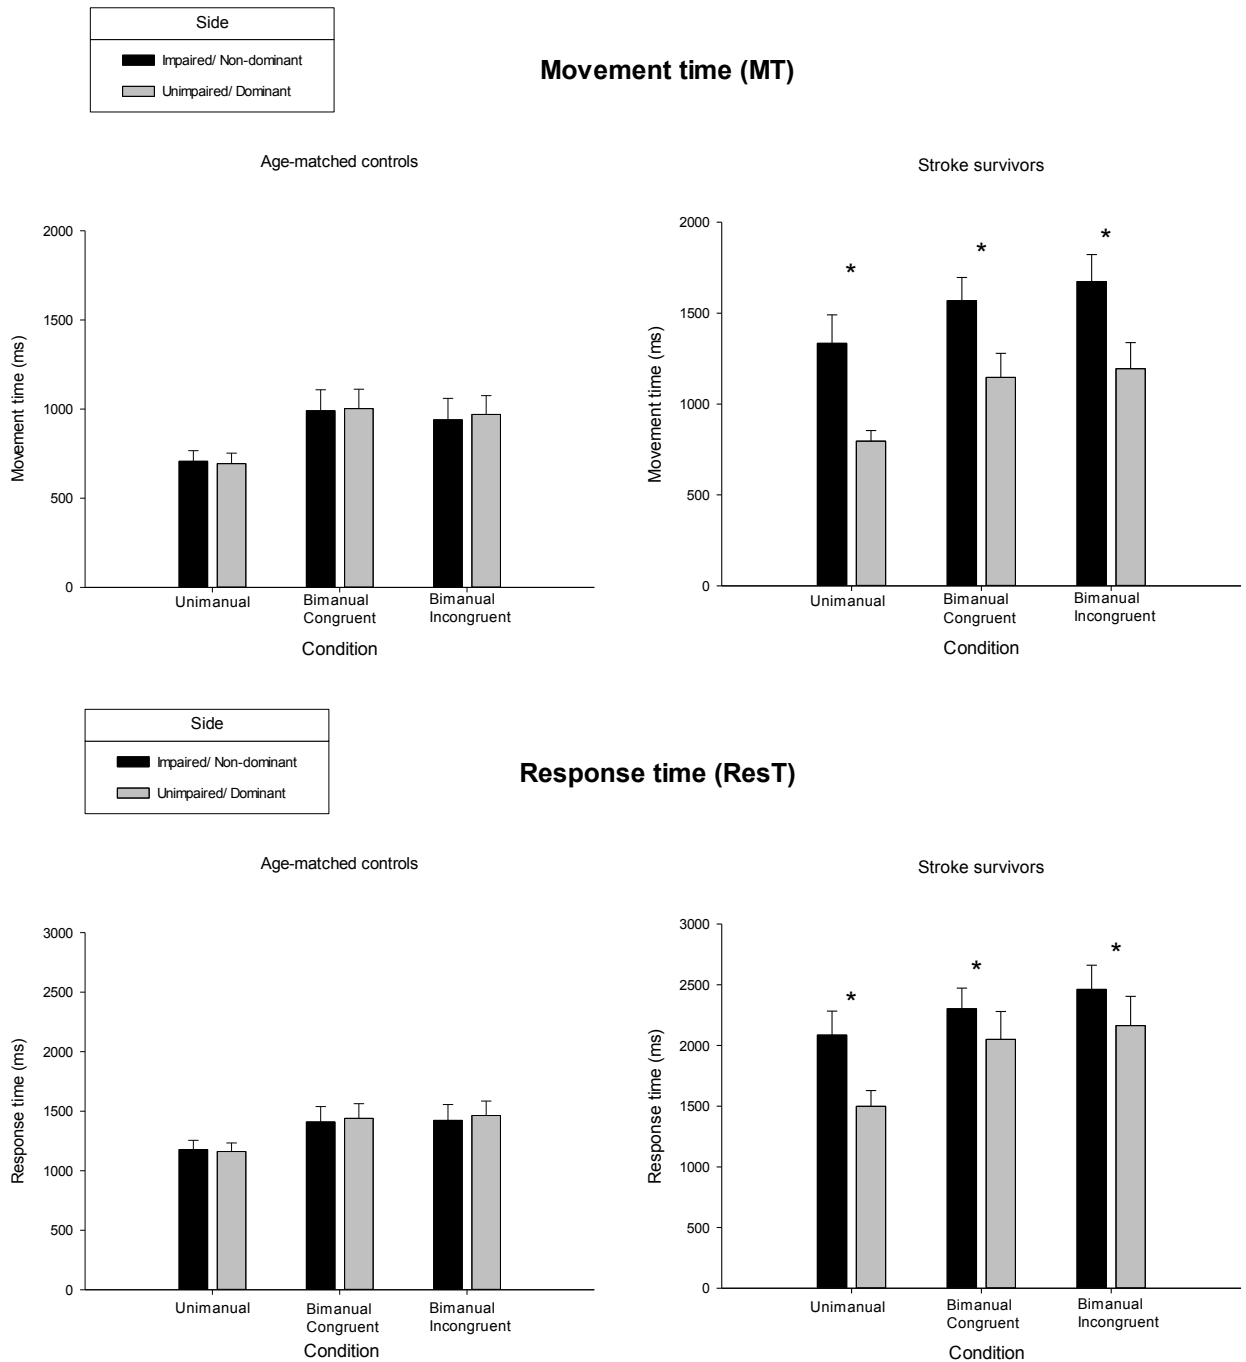 Side
Impaired/ Non-dominant
Unimpaired/ Dominant
Movement time (MT)
Age-matched controls
Movement time (ms)
2000
1500
1000
500
0
Unimanual
Bimanual
Congruent
Bimanual
Incongruent
Condition
Stroke survivors
Movement time (ms)
2000
1500
1000
500
0
*
*
*
Unimanual
Bimanual
Congruent
Bimanual
Incongruent
Condition
Side
Impaired/ Non-dominant
Unimpaired/ Dominant
Response time (ResT)
Age-matched controls
Response time (ms)
3000
2500
2000
1500
1000
500
0
Unimanual
Bimanual
Congruent
Bimanual
Incongruent
Condition
Stroke survivors
Response time (ms)
3000
2500
2000
1500
1000
500
0
*
*
*
Unimanual
Bimanual
Congruent
Bimanual
Incongruent
Condition